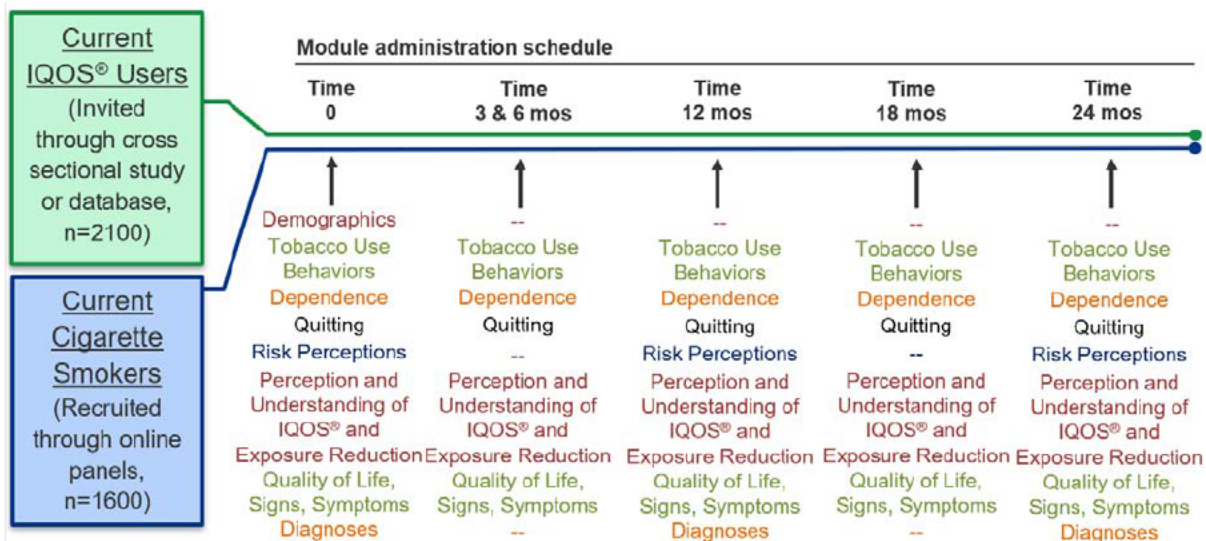 Current
IQOS® Users
(Invited
through cross
sectional study
or database,
n=2100)
Current
Cigarette
Smokers
(Recruited
through online
panels,
n=1600)
Module administration schedule
Time
0
Time
3 & 6 mos
Time
12 mos
Time
18 mos
Time
24 mos
Demographics
Tobacco Use
Behaviors
Dependence
Quitting
Risk Perceptions
Perception and
Understanding of
IQOS® and
Exposure Reduction
Quality of Life,
Signs, Symptoms
Diagnoses
--
Tobacco Use
Behaviors
Dependence
Quitting
--
Perception and
Understanding of
IQOS® and
Exposure Reduction
Quality of Life,
Signs, Symptoms
--
--
Tobacco Use
Behaviors
Dependence
Quitting
Risk Perceptions
Perception and
Understanding of
IQOS® and
Exposure Reduction
Quality of Life,
Signs, Symptoms
Diagnoses
--
Tobacco Use
Behaviors
Dependence
Quitting
--
Perception and
Understanding of
IQOS® and
Exposure Reduction
Quality of Life,
Signs, Symptoms
--
--
Tobacco Use
Behaviors
Dependence
Quitting
Risk Perceptions
Perception and
Understanding of
IQOS® and
Exposure Reduction
Quality of Life,
Signs, Symptoms
Diagnoses